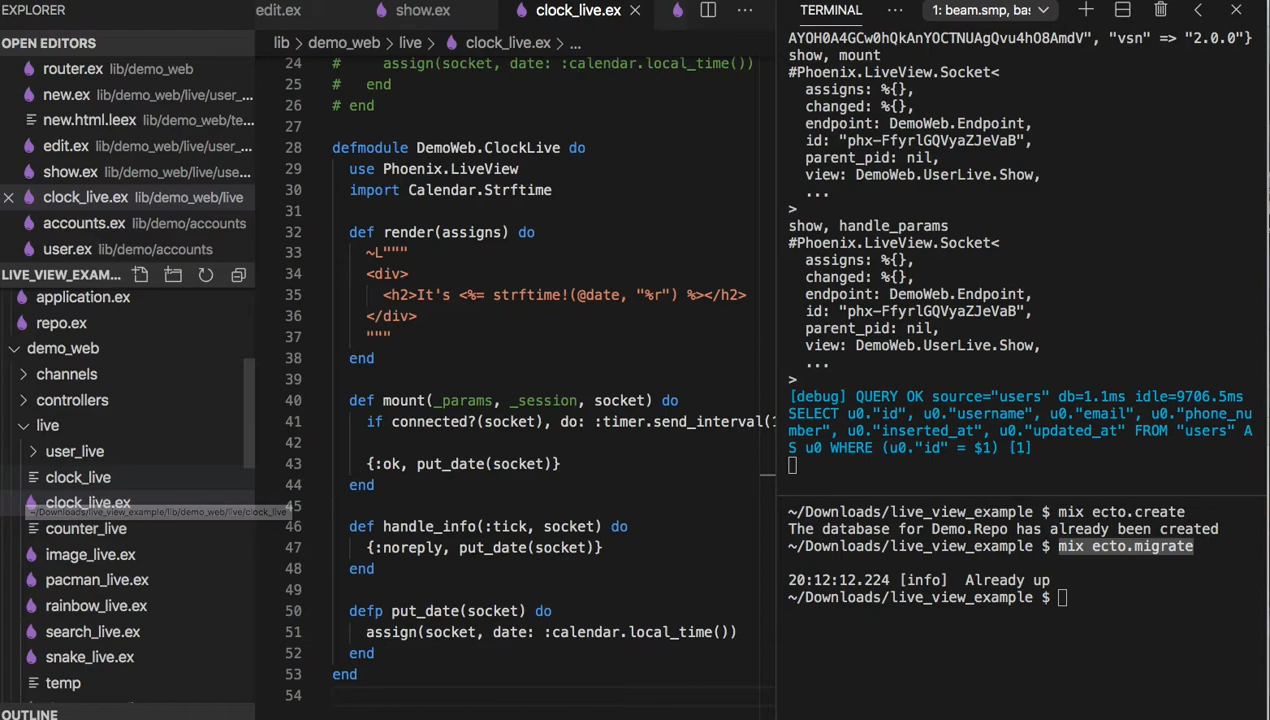 EXPLORER
OPEN EDITORS
router.ex lib/demo_web
new.ex lib/demo_web/live/user_...
new.html.leex lib/demo_web/te...
edit.ex lib/demo_web/live/user_...
show.ex lib/demo_web/live/use...
clock_live.ex lib/demo_web/live
accounts.ex lib/demo/accounts
user.ex lib/demo/accounts
LIVE_VIEW_EXAM...
application.ex
repo.ex
demo_web
channels
controllers
live
user_live
clock_live
clock_live.ex
~/Downloads/live_view_example/lib/demo_web/live/clock_live
counter_live
image_live.ex
pacman_live.ex
rainbow_live.ex
search_live.ex
snake_live.ex
temp
OUTLINE
edit.ex show.ex clock_live.ex
lib > demo_web > live > clock_live.ex > ...
24 # assign(socket, date: :calendar.local_time())
25 # end
26 # end
27
28 defmodule DemoWeb.ClockLive do
29 use Phoenix.LiveView
30 import Calendar.Strftime
31
32 def render(assigns) do
33 ~L"""
34 <div>
35 <h2>It's <%= strftime!(@date, "%r") %></h2>
36 </div>
37 """
38 end
39
40 def mount(_params, _session, socket) do
41 if connected?(socket), do: :timer.send_interval(1
42
43 {:ok, put_date(socket)}
44 end
45
46 def handle_info(:tick, socket) do
47 {:noreply, put_date(socket)}
48 end
49
50 defp put_date(socket) do
51 assign(socket, date: :calendar.local_time())
52 end
53 end
54
TERMINAL ... 1: beam.smp, bas
AYOH0A4GCw0hQkAnYOCTNUAgQvu4hO8AmdV", "vsn" => "2.0.0"}
show, mount
#Phoenix.LiveView.Socket<
assigns: %{},
changed: %{},
endpoint: DemoWeb.Endpoint,
id: "phx-FfyrlGQVyaZJeVaB",
parent_pid: nil,
view: DemoWeb.UserLive.Show,
...
>
show, handle_params
#Phoenix.LiveView.Socket<
assigns: %{},
changed: %{},
endpoint: DemoWeb.Endpoint,
id: "phx-FfyrlGQVyaZJeVaB",
parent_pid: nil,
view: DemoWeb.UserLive.Show,
...
>
[debug] QUERY OK source="users" db=1.1ms idle=9706.5ms
SELECT u0."id", u0."username", u0."email", u0."phone_nu
mber", u0."inserted_at", u0."updated_at" FROM "users" A
S u0 WHERE (u0."id" = $1) [1]
~/Downloads/live_view_example $ mix ecto.create
The database for Demo.Repo has already been created
~/Downloads/live_view_example $ mix ecto.migrate
20:12:12.224 [info] Already up
~/Downloads/live_view_example $